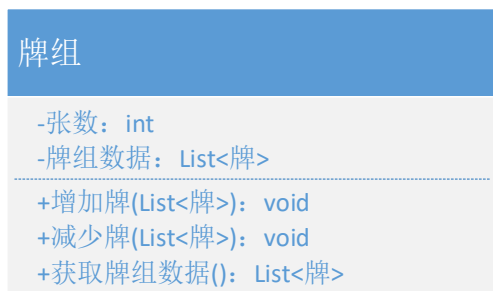 牌组
-张数：int
-牌组数据：List<牌>
+增加牌(List<牌>)：void
+减少牌(List<牌>)：void
+获取牌组数据()：List<牌>